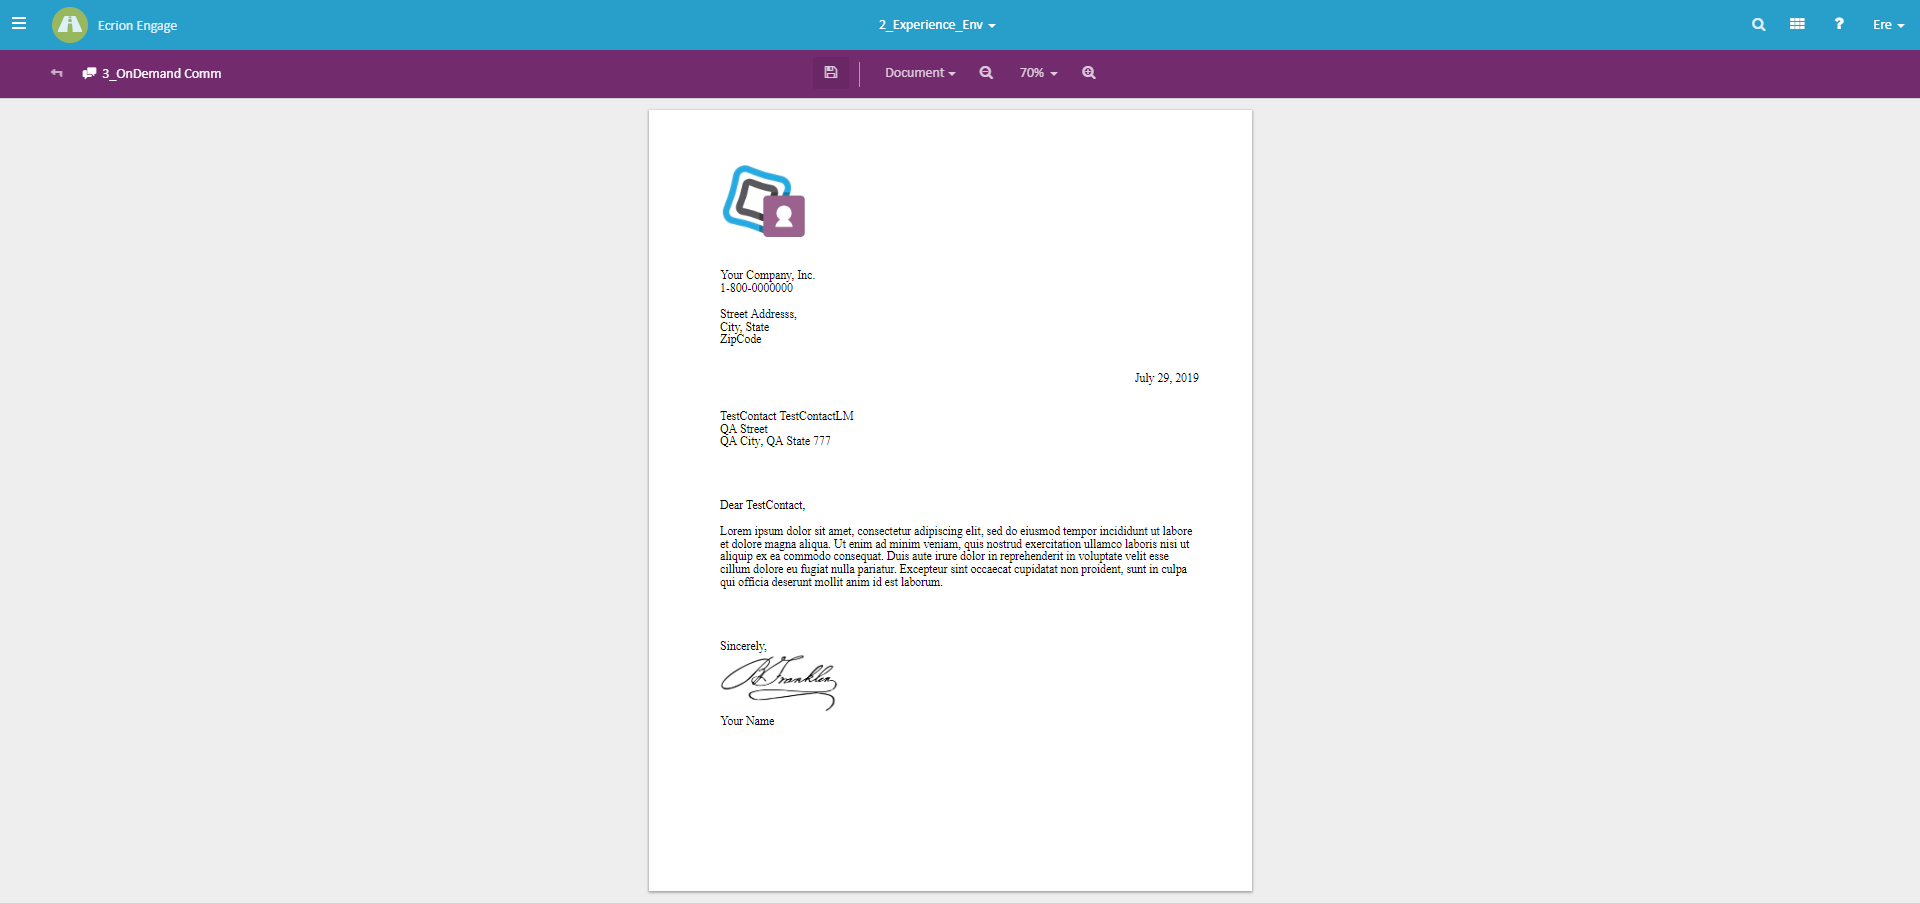 Ecrion Engage
2_Experience_Env
?
Ere
3_OnDemand Comm
Document
70%
Your Company, Inc.
1-800-0000000
Street Addresss,
City, State
ZipCode
July 29, 2019
TestContact TestContactLM
QA Street
QA City, QA State 777
Dear TestContact,
Lorem ipsum dolor sit amet, consectetur adipiscing elit, sed do eiusmod tempor incididunt ut labore
et dolore magna aliqua. Ut enim ad minim veniam, quis nostrud exercitation ullamco laboris nisi ut
aliquip ex ea commodo consequat. Duis aute irure dolor in reprehenderit in voluptate velit esse
cillum dolore eu fugiat nulla pariatur. Excepteur sint occaecat cupidatat non proident, sunt in culpa
qui officia deserunt mollit anim id est laborum.
Sincerely,
B Franklin
Your Name